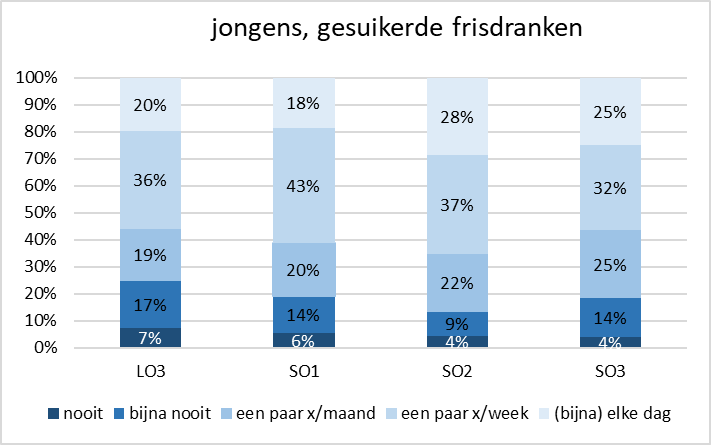 jongens, gesuikerde frisdranken
100%
90%
80%
70%
60%
50%
40%
30%
20%
10%
0%
20% 18% 28% 25%
36% 43% 37% 32%
19% 20% 22% 25%
17% 14% 9% 14%
7% 6% 4% 4%
LO3 SO1 SO2 SO3
nooit bijna nooit een paar x/maand een paar x/week (bijna) elke dag